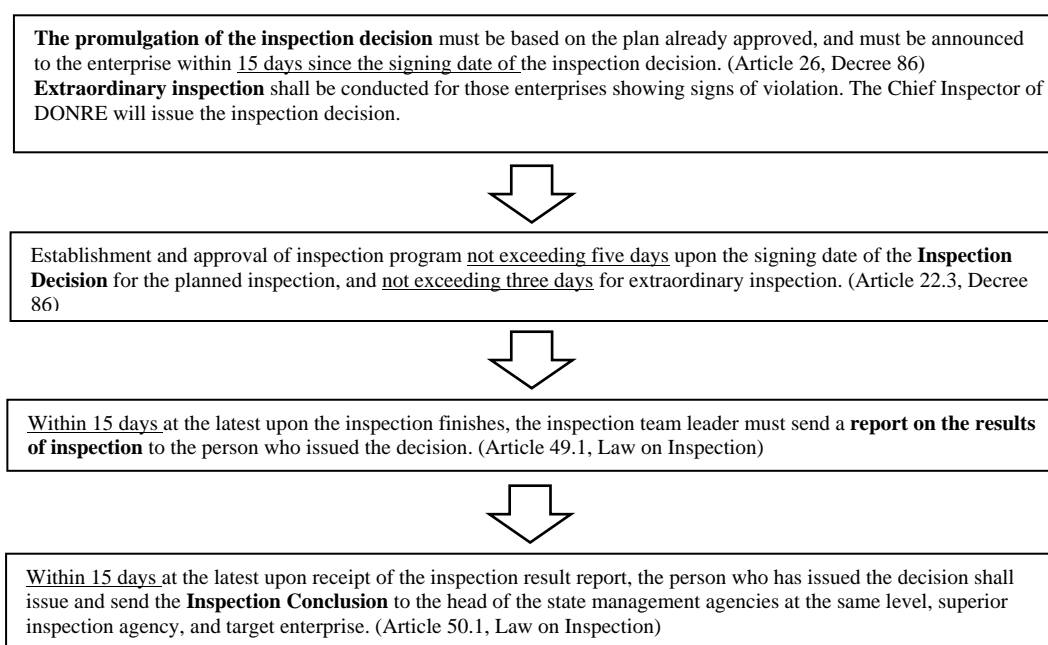 The promulgation of the inspection decision must be based on the plan already approved, and must be announced
to the enterprise within 15 days since the signing date of the inspection decision. (Article 26, Decree 86)
Extraordinary inspection shall be conducted for those enterprises showing signs of violation. The Chief Inspector of
DONRE will issue the inspection decision.
Establishment and approval of inspection program not exceeding five days upon the signing date of the Inspection
Decision for the planned inspection, and not exceeding three days for extraordinary inspection. (Article 22.3, Decree
86)
Within 15 days at the latest upon the inspection finishes, the inspection team leader must send a report on the results
of inspection to the person who issued the decision. (Article 49.1, Law on Inspection)
Within 15 days at the latest upon receipt of the inspection result report, the person who has issued the decision shall
issue and send the Inspection Conclusion to the head of the state management agencies at the same level, superior
inspection agency, and target enterprise. (Article 50.1, Law on Inspection)